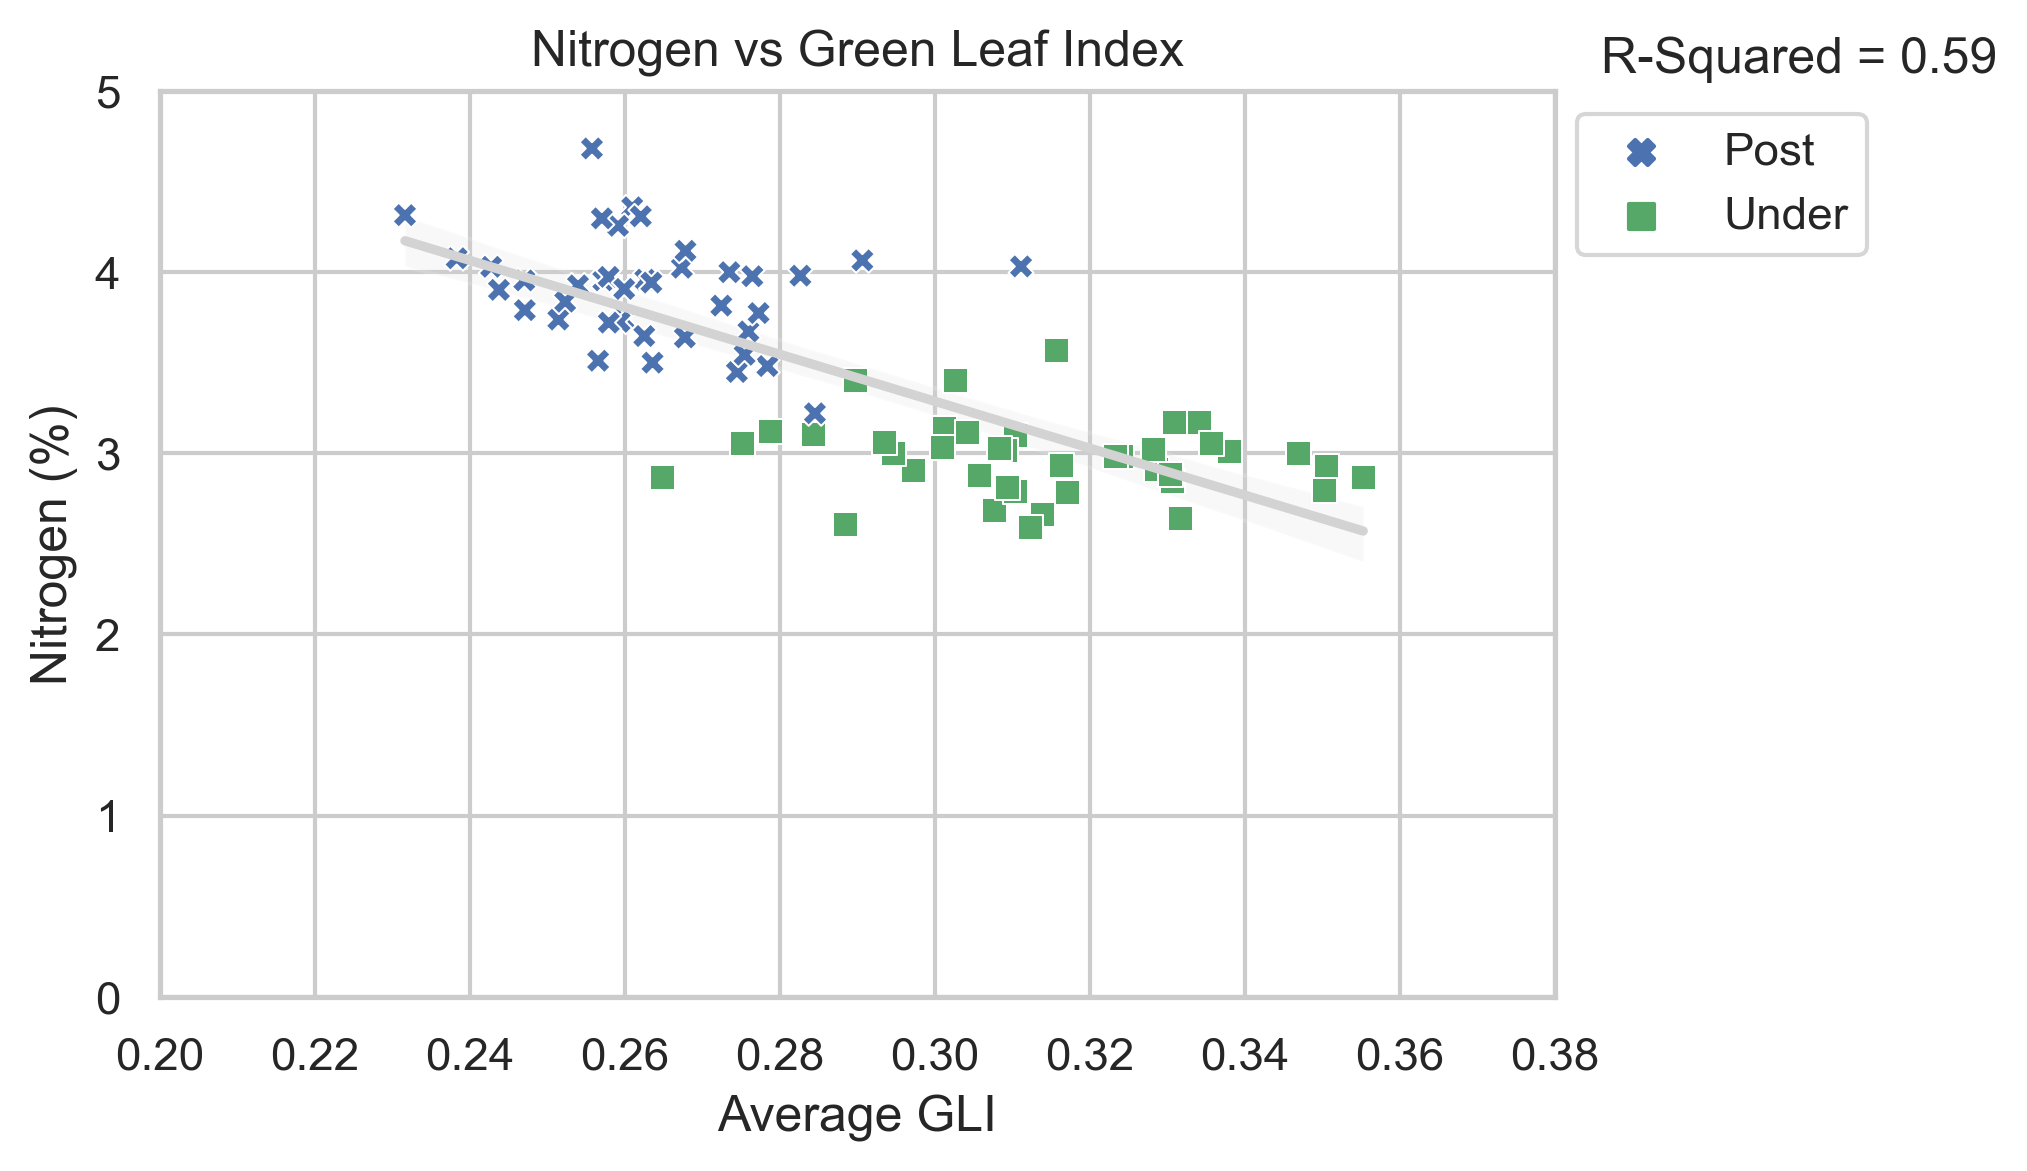 Nitrogen vs Green Leaf Index
R-Squared = 0.59
Post
Under
Nitrogen (%)
5
4
3
2
1
0
0.20 0.22 0.24 0.26 0.28 0.30 0.32 0.34 0.36 0.38
Average GLI